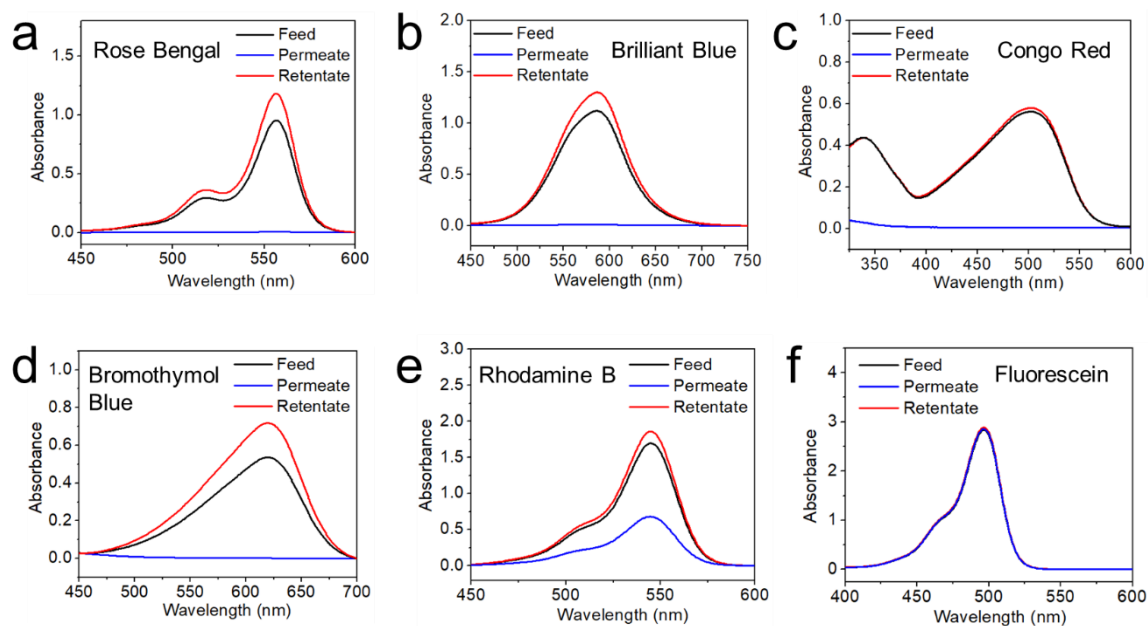 a
Rose Bengal
Feed
Permeate
Retentate
1.5
1.0
0.5
0.0
Absorbance
450
500
550
600
Wavelength (nm)
b
Brilliant Blue
Feed
Permeate
Retentate
2.0
1.5
1.0
0.5
0.0
Absorbance
450 500 550 600 650 700 750
Wavelength (nm)
c
Congo Red
Feed
Permeate
Retentate
1.0
0.8
0.6
0.4
0.2
0.0
Absorbance
350 400 450 500 550 600
Wavelength (nm)
d
Bromothymol
Blue
Feed
Permeate
Retentate
1.0
0.8
0.6
0.4
0.2
0.0
Absorbance
450 500 550 600 650 700
Wavelength (nm)
e
Rhodamine B
Feed
Permeate
Retentate
3.0
2.5
2.0
1.5
1.0
0.5
0.0
Absorbance
450
500
550
600
Wavelength (nm)
f
Fluorescein
Feed
Permeate
Retentate
4
3
2
1
0
Absorbance
400
450
500
550
600
Wavelength (nm)